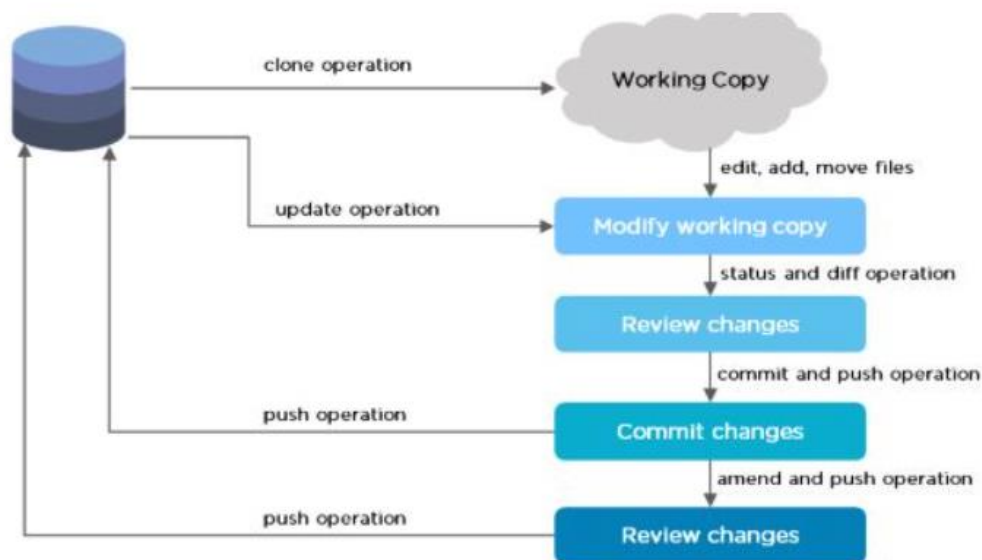 clone operation
Working Copy
edit, add, move files
update operation
Modify working copy
status and diff operation
Review changes
commit and push operation
push operation
Commit changes
amend and push operation
push operation
Review changes